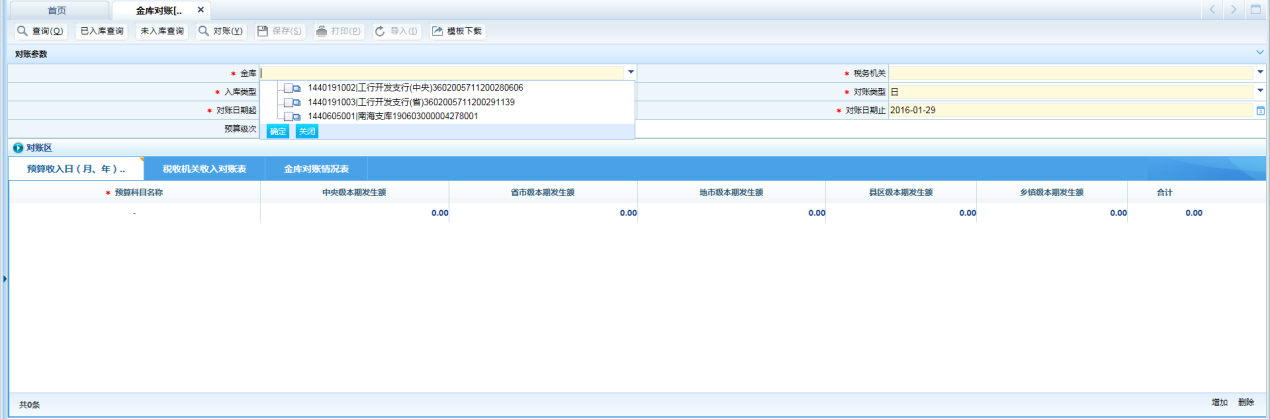 首页 金库对账[.. ×
查询(Q) 已入库查询 未入库查询 对账(Y) 保存(S) 打印(P) 导入(I) 模板下载
对账参数
* 金库 * 税务机关
* 入库类型 1440191002|工行开发支行(中央)3602005711200280606 * 对账类型 日
1440191003|工行开发支行(省)3602005711200291139
* 对账日期起 1440605001|南海支库190603000004278001 * 对账日期止 2016-01-29
预算级次 确定 关闭
对账区
预算收入日(月、年).. 税收机关收入对账表 金库对账情况表
* 预算科目名称 中央级本期发生额 省市级本期发生额 地市级本期发生额 县区级本期发生额 乡镇级本期发生额 合计
- 0.00 0.00 0.00 0.00 0.00 0.00
共0条 增加 删除